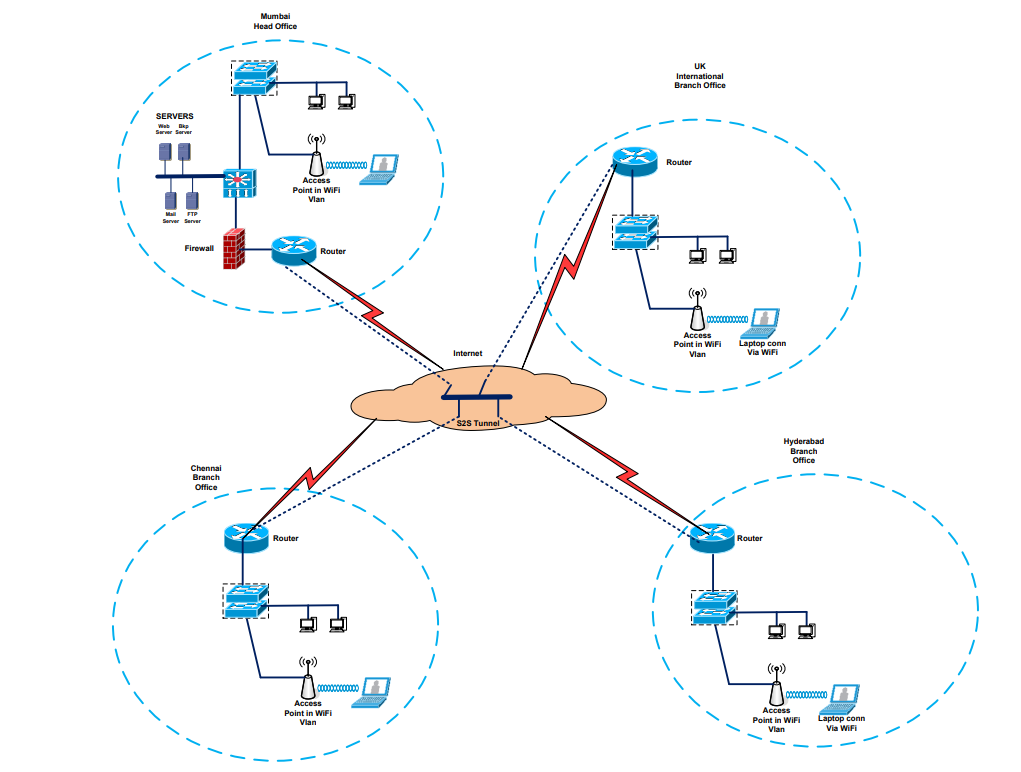 Mumbai
Head Office
SERVERS
Web
Server
Bkp
Server
Mail
Server
FTP
Server
Access
Point in WiFi
Vlan
Firewall
Router
UK
International
Branch Office
Router
Access
Point in WiFi
Vlan
Laptop conn
Via WiFi
Internet
S2S Tunnel
Chennai
Branch
Office
Router
Access
Point in WiFi
Vlan
Hyderabad
Branch
Office
Router
Access
Point in WiFi
Vlan
Laptop conn
Via WiFi